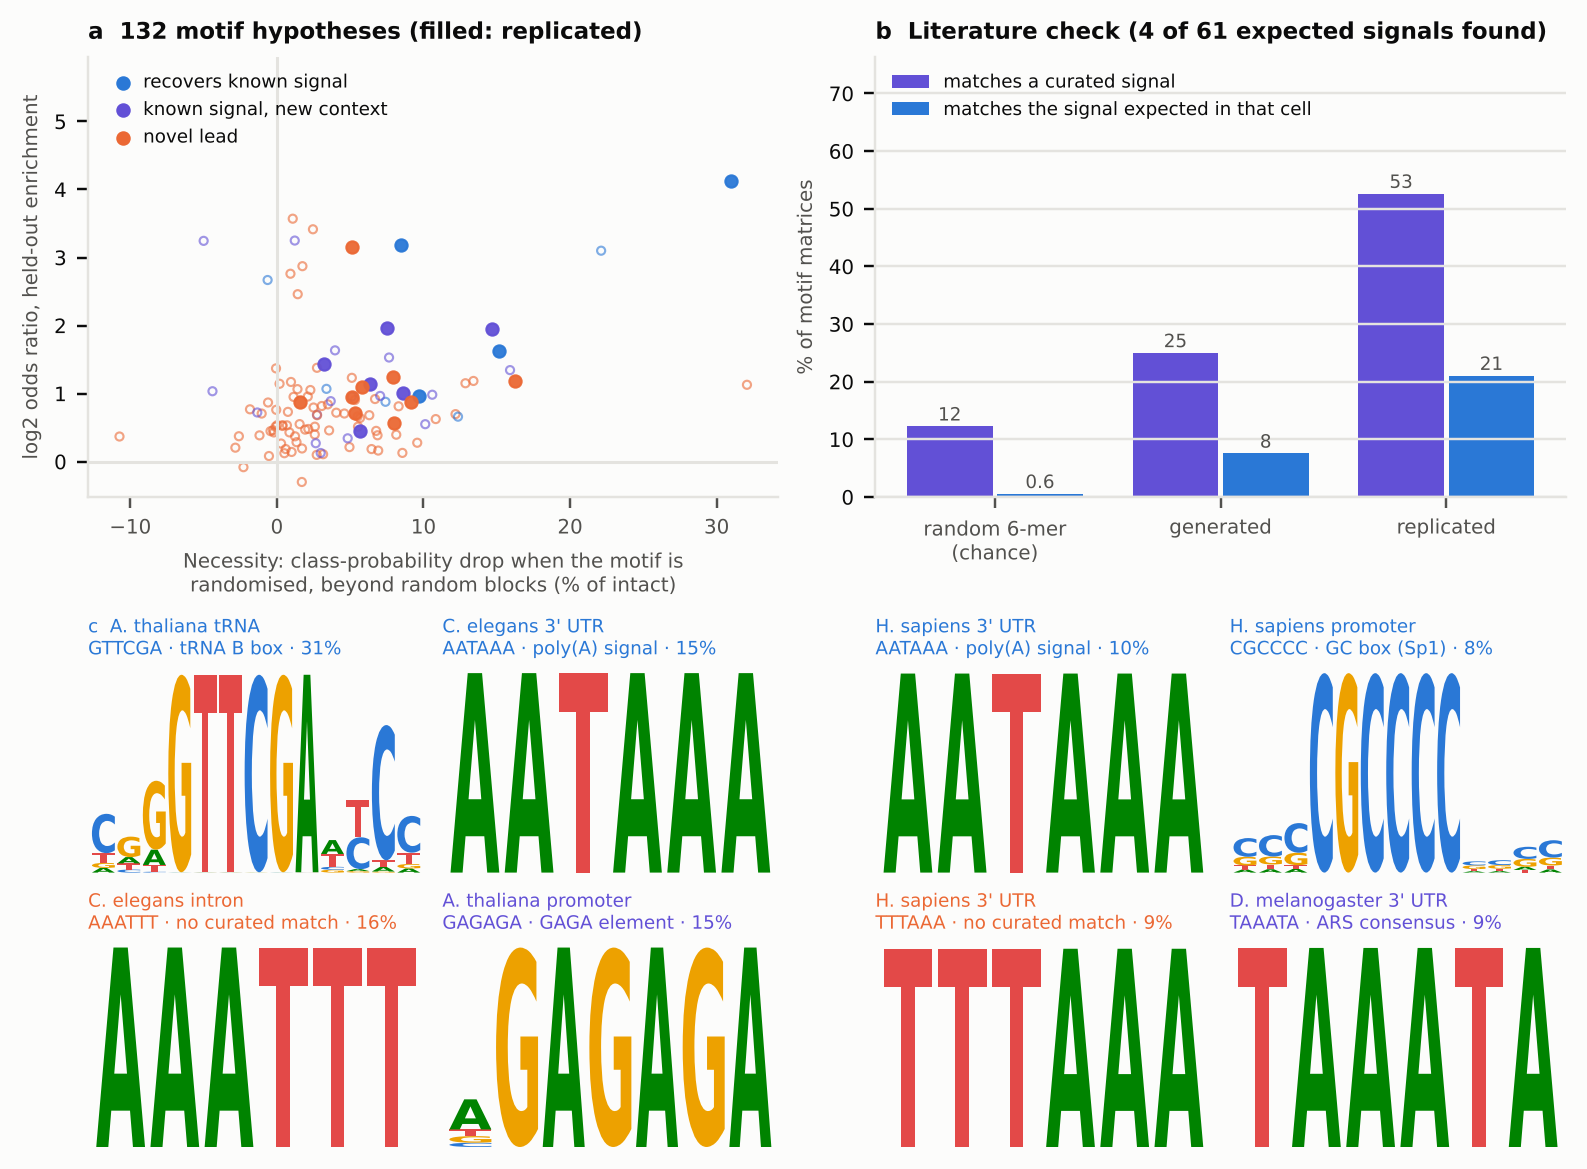 a 132 motif hypotheses (filled: replicated)
recovers known signal
known signal, new context
novel lead
log2 odds ratio, held-out enrichment
5
4
3
2
1
0
−10
0
10
20
30
Necessity: class-probability drop when the motif is
randomised, beyond random blocks (% of intact)
b Literature check (4 of 61 expected signals found)
matches a curated signal
matches the signal expected in that cell
% of motif matrices
70
60
50
40
30
20
10
0
12
0.6
25
8
53
21
random 6-mer
(chance)
generated
replicated
c A. thaliana tRNA
GTTCGA · tRNA B box · 31%
C. elegans 3' UTR
AATAAA · poly(A) signal · 15%
AATAAA
H. sapiens 3' UTR
AATAAA · poly(A) signal · 10%
AATAAA
H. sapiens promoter
CGCCCC · GC box (Sp1) · 8%
C. elegans intron
AAATTT · no curated match · 16%
AAATTT
A. thaliana promoter
GAGAGA · GAGA element · 15%
AGAGAGA
H. sapiens 3' UTR
TTTAAA · no curated match · 9%
TTTAAA
D. melanogaster 3' UTR
TAAATA · ARS consensus · 9%
TAAATA